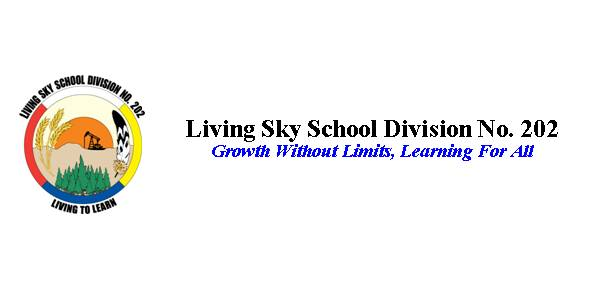 LIVING SKY SCHOOL DIVISION NO. 202
LIVING TO LEARN
Living Sky School Division No. 202
Growth Without Limits, Learning For All